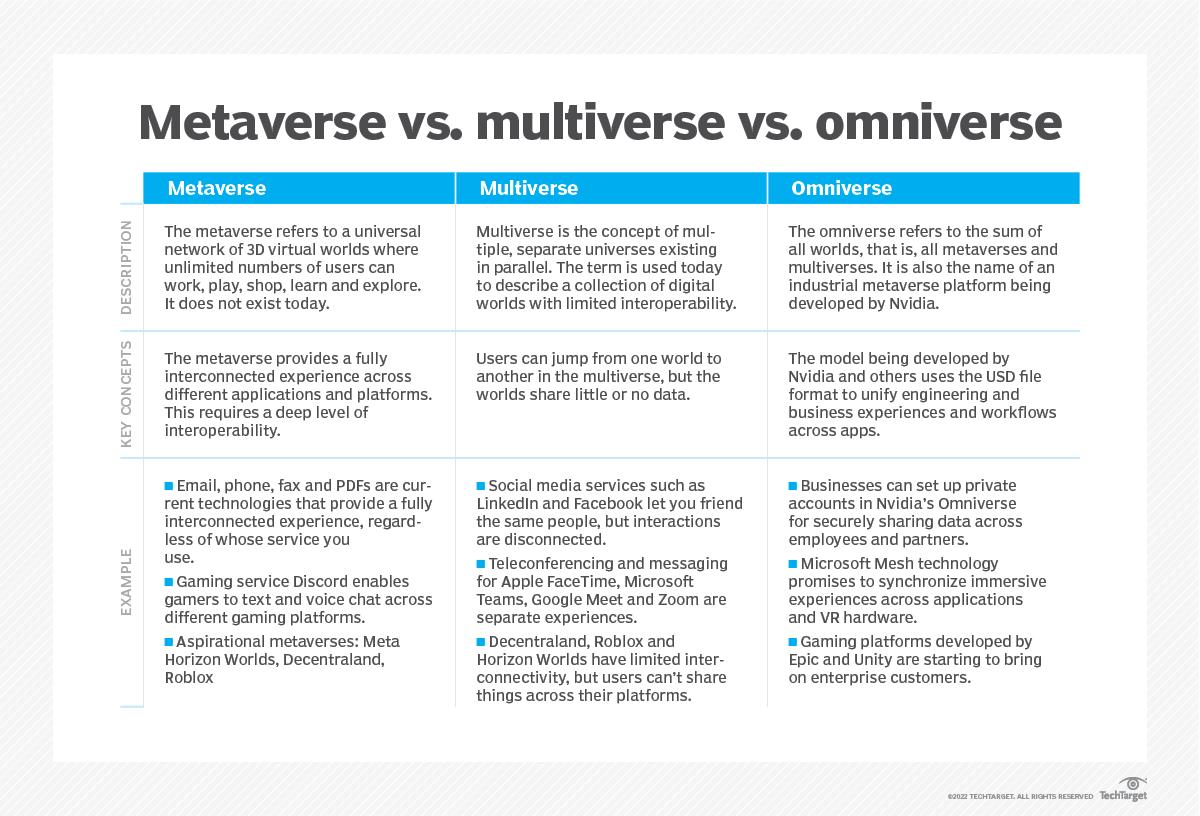 Metaverse vs. multiverse vs. omniverse
Metaverse
Multiverse
Omniverse
DESCRIPTION
The metaverse refers to a universal
network of 3D virtual worlds where
unlimited numbers of users can
work, play, shop, learn and explore.
It does not exist today.
Multiverse is the concept of mul-
tiple, separate universes existing
in parallel. The term is used today
to describe a collection of digital
worlds with limited interoperability.
The omniverse refers to the sum of
all worlds, that is, all metaverses and
multiverses. It is also the name of an
industrial metaverse platform being
developed by Nvidia.
KEY CONCEPTS
The metaverse provides a fully
interconnected experience across
different applications and platforms.
This requires a deep level of
interoperability.
Users can jump from one world to
another in the multiverse, but the
worlds share little or no data.
The model being developed by
Nvidia and others uses the USD file
format to unify engineering and
business experiences and workflows
across apps.
EXAMPLE
■ Email, phone, fax and PDFs are cur-
rent technologies that provide a fully
interconnected experience, regard-
less of whose service you
use.
■ Gaming service Discord enables
gamers to text and voice chat across
different gaming platforms.
■ Aspirational metaverses: Meta
Horizon Worlds, Decentraland,
Roblox
■ Social media services such as
LinkedIn and Facebook let you friend
the same people, but interactions
are disconnected.
■ Teleconferencing and messaging
for Apple FaceTime, Microsoft
Teams, Google Meet and Zoom are
separate experiences.
■ Decentraland, Roblox and
Horizon Worlds have limited inter-
connectivity, but users can't share
things across their platforms.
■ Businesses can set up private
accounts in Nvidia's Omniverse
for securely sharing data across
employees and partners.
■ Microsoft Mesh technology
promises to synchronize immersive
experiences across applications
and VR hardware.
■ Gaming platforms developed by
Epic and Unity are starting to bring
on enterprise customers.
©2022 TECHTARGET. ALL RIGHTS RESERVED
TechTarget